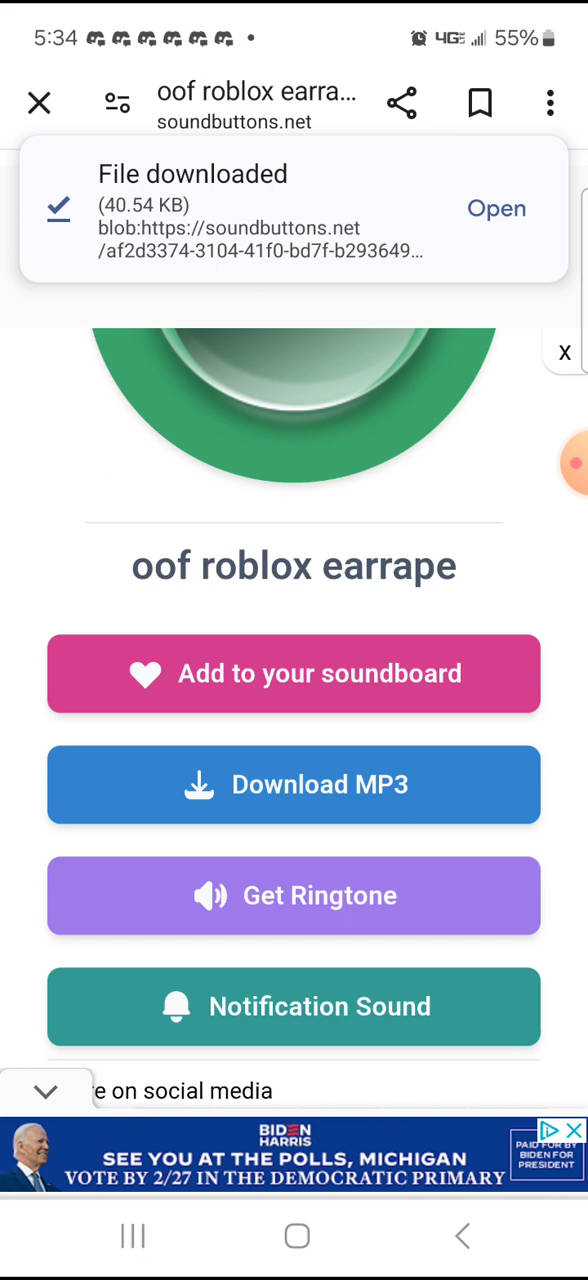 5:34
4GE 55%
oof roblox earra...
soundbuttons.net
File downloaded
(40.54 KB)
blob:https://soundbuttons.net
/af2d3374-3104-41f0-bd7f-b293649...
Open
x
oof roblox earrape
Add to your soundboard
Download MP3
Get Ringtone
Notification Sound
e on social media
BIDEN
HARRIS
SEE YOU AT THE POLLS, MICHIGAN
VOTE BY 2/27 IN THE DEMOCRATIC PRIMARY
PAID FOR BY
BIDEN FOR
PRESIDENT